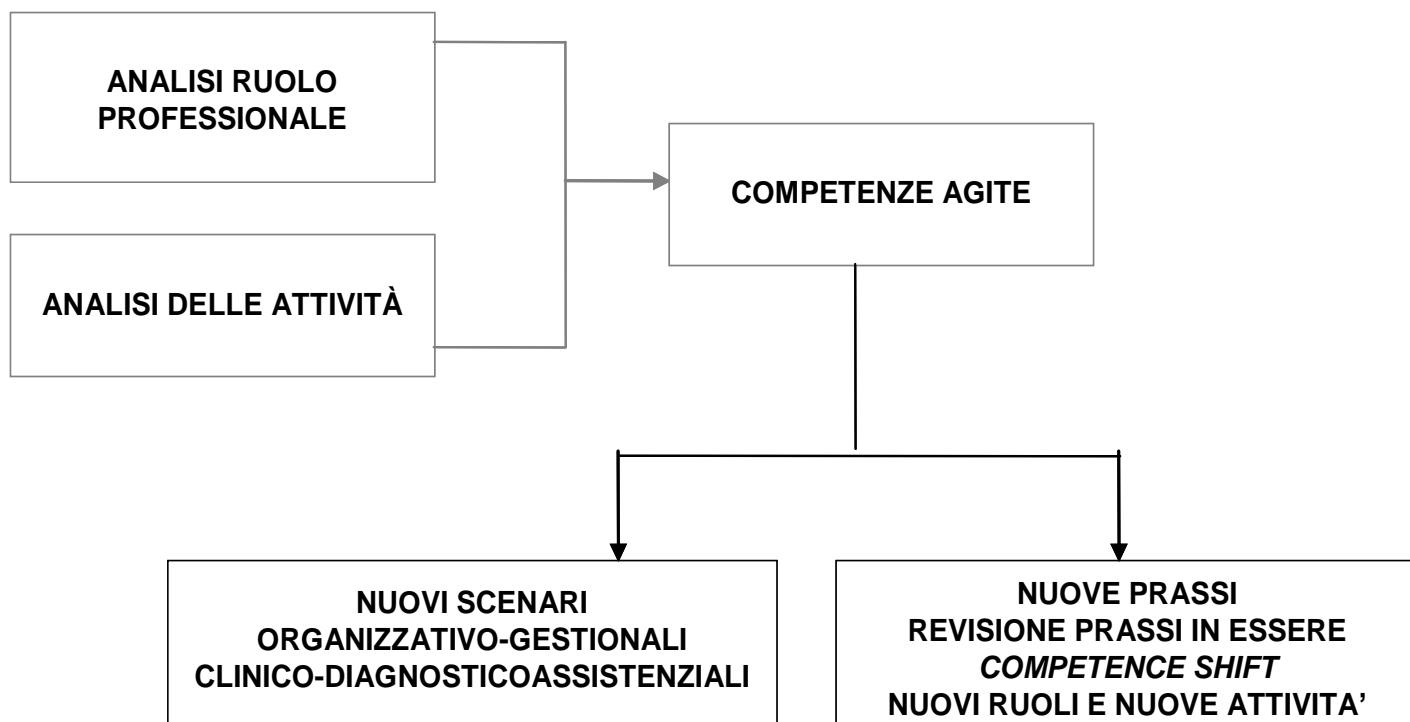 ANALISI RUOLO
PROFESSIONALE
ANALISI DELLE ATTIVITÀ
COMPETENZE AGITE
NUOVI SCENARI
ORGANIZZATIVO-GESTIONALI
CLINICO-DIAGNOSTICOASSISTENZIALI
NUOVE PRASSI
REVISIONE PRASSI IN ESSERE
COMPETENCE SHIFT
NUOVI RUOLI E NUOVE ATTIVITA’